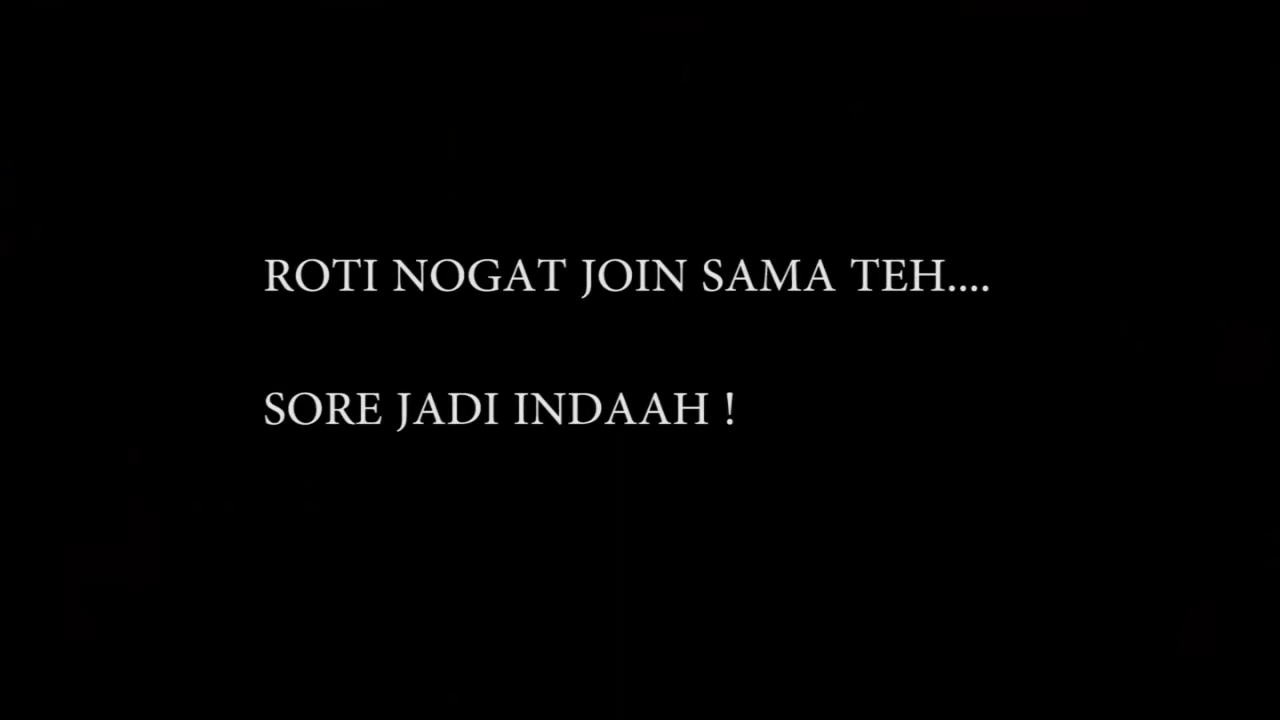 ROTI NOGAT JOIN SAMA TEH....
SORE JADI INDAAH !